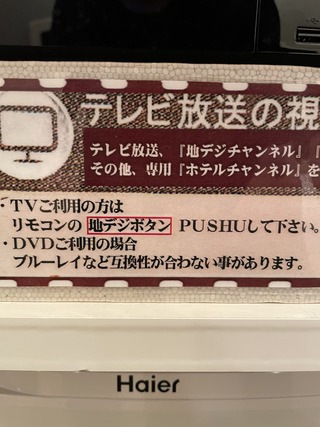 テレビ放送の視
テレビ放送、『地デジチャンネル』『
その他、専用『ホテルチャンネル』を
・TVご利用の方は
リモコンの 地デジボタン PUSHUして下さい。
・DVDご利用の場合
ブルーレイなど互換性が合わない事があります。
Haier